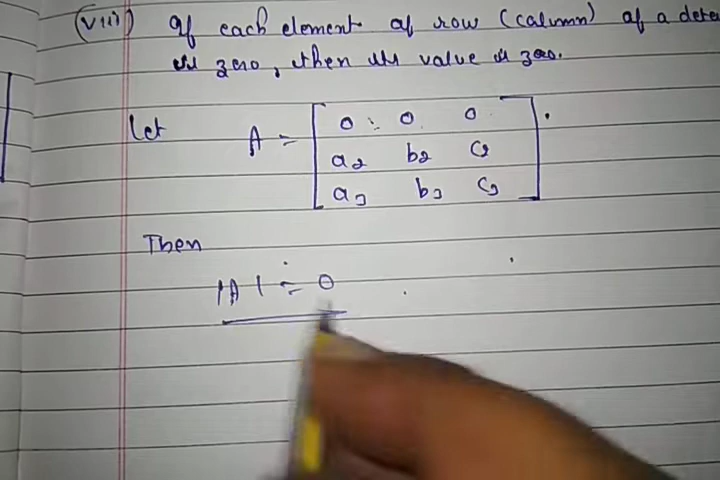 (viii) If each element of row (column) of a dete
is zero, then its value is zero.
Let A = [ 0 0 0
a2 b2 c2
a3 b3 c3 ].
Then
|A| = 0